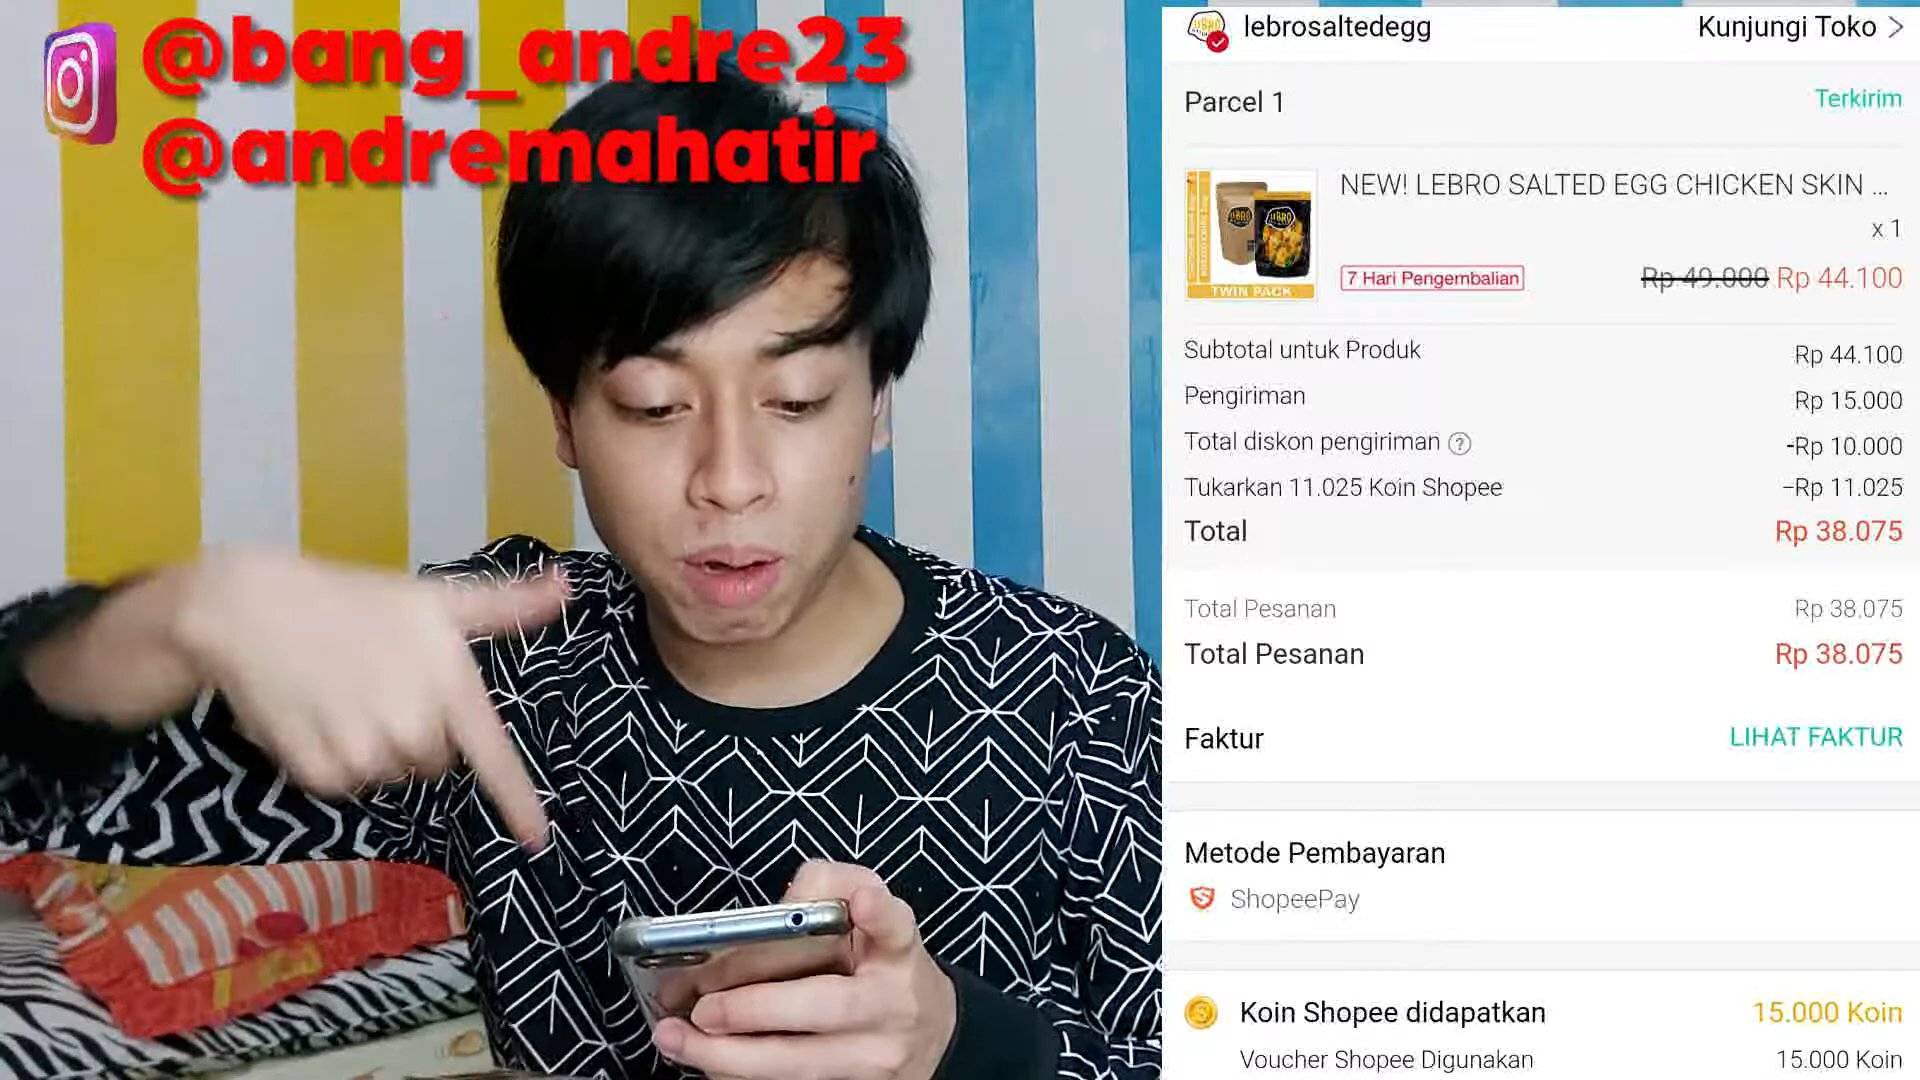 @bang_andre23
@andremahatir
lebrosaltedegg
Kunjungi Toko >
Parcel 1
Terkirim
NEW! LEBRO SALTED EGG CHICKEN SKIN ...
x 1
TWIN PACK
7 Hari Pengembalian
Rp 49.000 Rp 44.100
Subtotal untuk Produk
Rp 44.100
Pengiriman
Rp 15.000
Total diskon pengiriman ?
-Rp 10.000
Tukarkan 11.025 Koin Shopee
-Rp 11.025
Total
Rp 38.075
Total Pesanan
Rp 38.075
Total Pesanan
Rp 38.075
Faktur
LIHAT FAKTUR
Metode Pembayaran
ShopeePay
Koin Shopee didapatkan
15.000 Koin
Voucher Shopee Digunakan
15.000 Koin